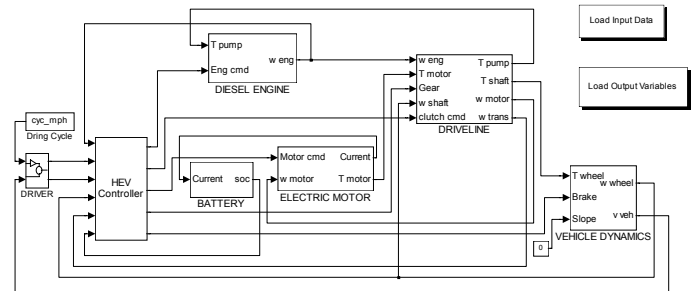 Load Input Data
T pump
w eng
Eng cmd
DIESEL ENGINE
w eng
T motor
Gear
w shaft
clutch cmd
T pump
T shaft
w motor
w trans
DRIVELINE
Load Output Variables
cyc_mph
Dring Cycle
DRIVER
HEV
Controller
Current
soc
BATTERY
Motor cmd
w motor
Current
T motor
ELECTRIC MOTOR
T wheel
Brake
Slope
w wheel
v veh
VEHICLE DYNAMICS
0